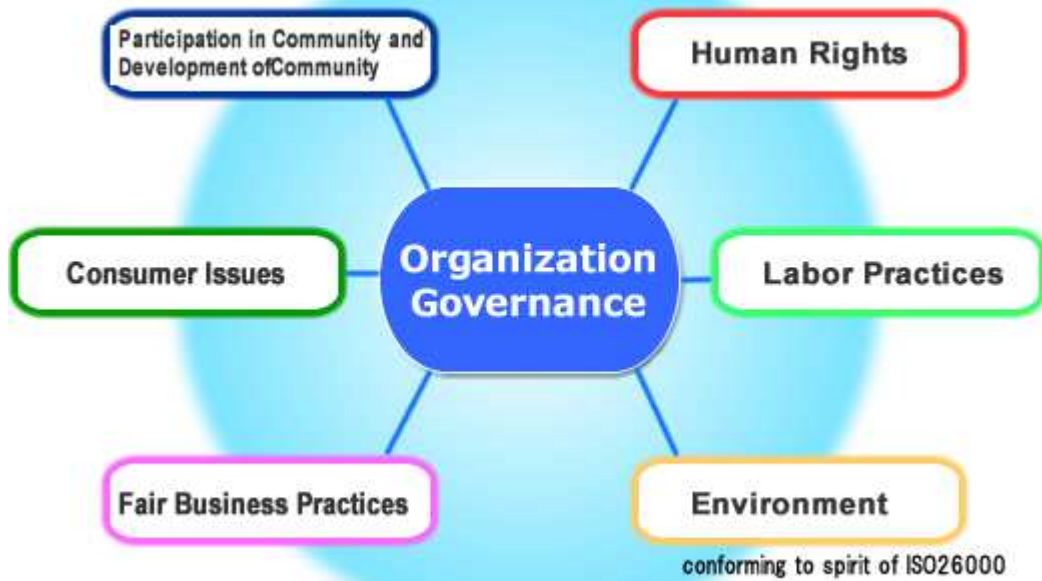 Participation in Community and
Development ofCommunity
Human Rights
Consumer Issues
Organization
Governance
Labor Practices
Fair Business Practices
Environment
conforming to spirit of ISO26000